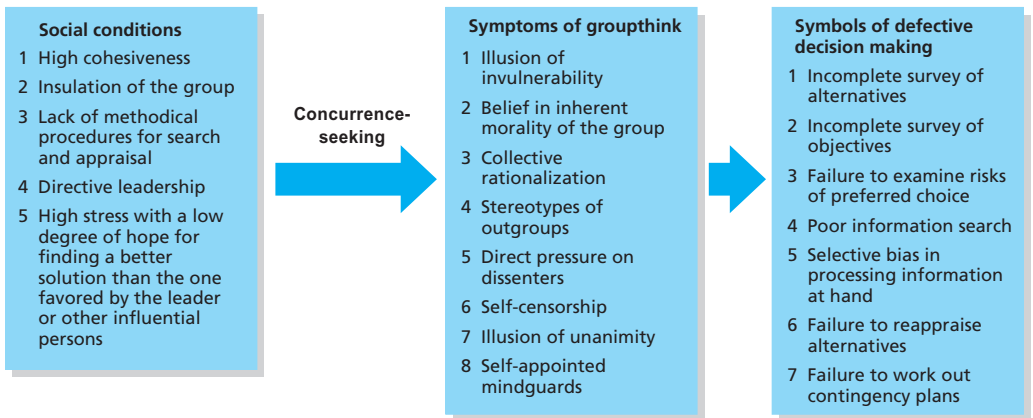 Social conditions
1 High cohesiveness
2 Insulation of the group
3 Lack of methodical
procedures for search
and appraisal
4 Directive leadership
5 High stress with a low
degree of hope for
finding a better
solution than the one
favored by the leader
or other influential
persons
Concurrence-
seeking
Symptoms of groupthink
1 Illusion of
invulnerability
2 Belief in inherent
morality of the group
3 Collective
rationalization
4 Stereotypes of
outgroups
5 Direct pressure on
dissenters
6 Self-censorship
7 Illusion of unanimity
8 Self-appointed
mindguards
Symbols of defective
decision making
1 Incomplete survey of
alternatives
2 Incomplete survey of
objectives
3 Failure to examine risks
of preferred choice
4 Poor information search
5 Selective bias in
processing information
at hand
6 Failure to reappraise
alternatives
7 Failure to work out
contingency plans